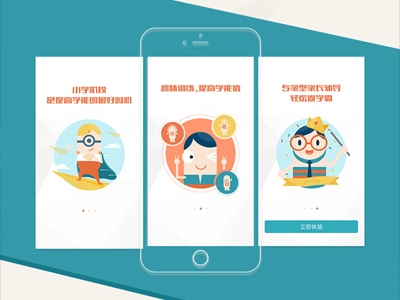 小学阶段
是提高学能的最好时机
趣味训练,提高学能值
专家型家长辅导
轻松做学霸
立即体验